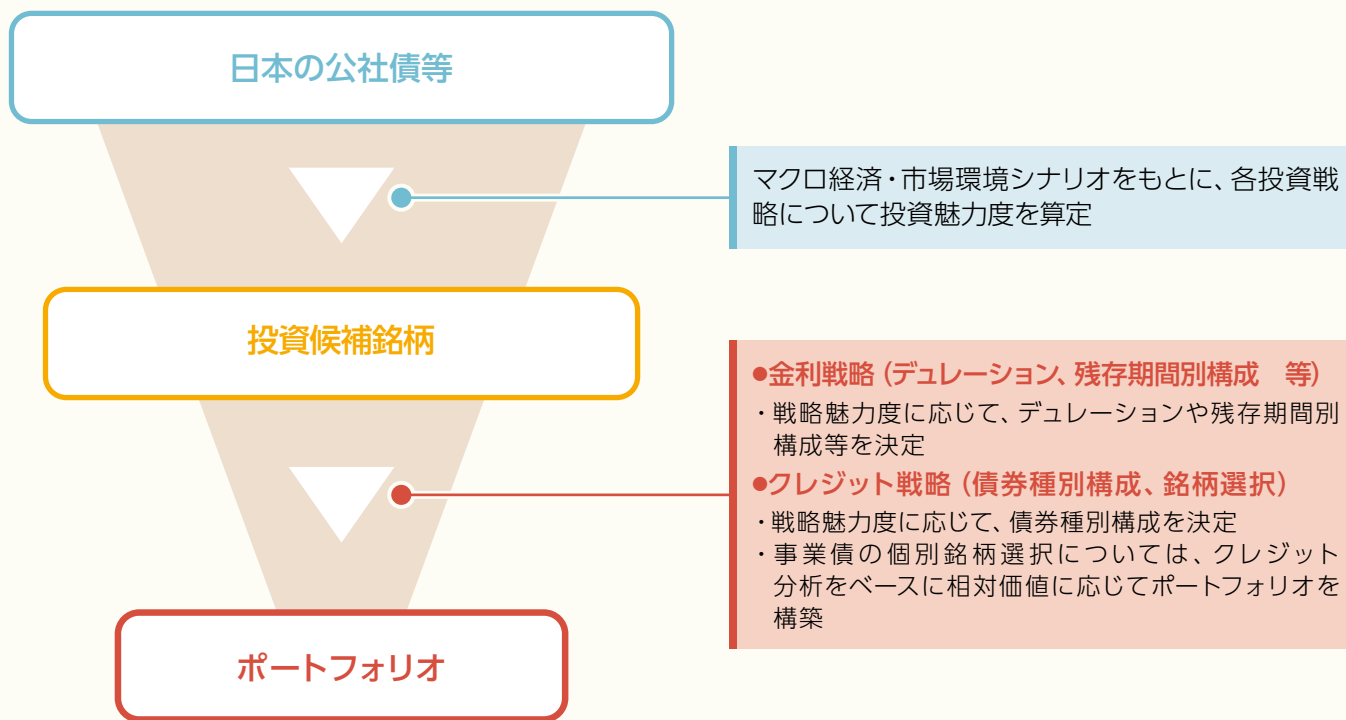 日本の公社債等
マクロ経済・市場環境シナリオをもとに、各投資戦
略について投資魅力度を算定
投資候補銘柄
●金利戦略（デュレーション、残存期間別構成　等）
・戦略魅力度に応じて、デュレーションや残存期間別
構成等を決定
●クレジット戦略（債券種別構成、銘柄選択）
・戦略魅力度に応じて、債券種別構成を決定
・事業債の個別銘柄選択については、クレジット
分析をベースに相対価値に応じてポートフォリオを
構築
ポートフォリオ